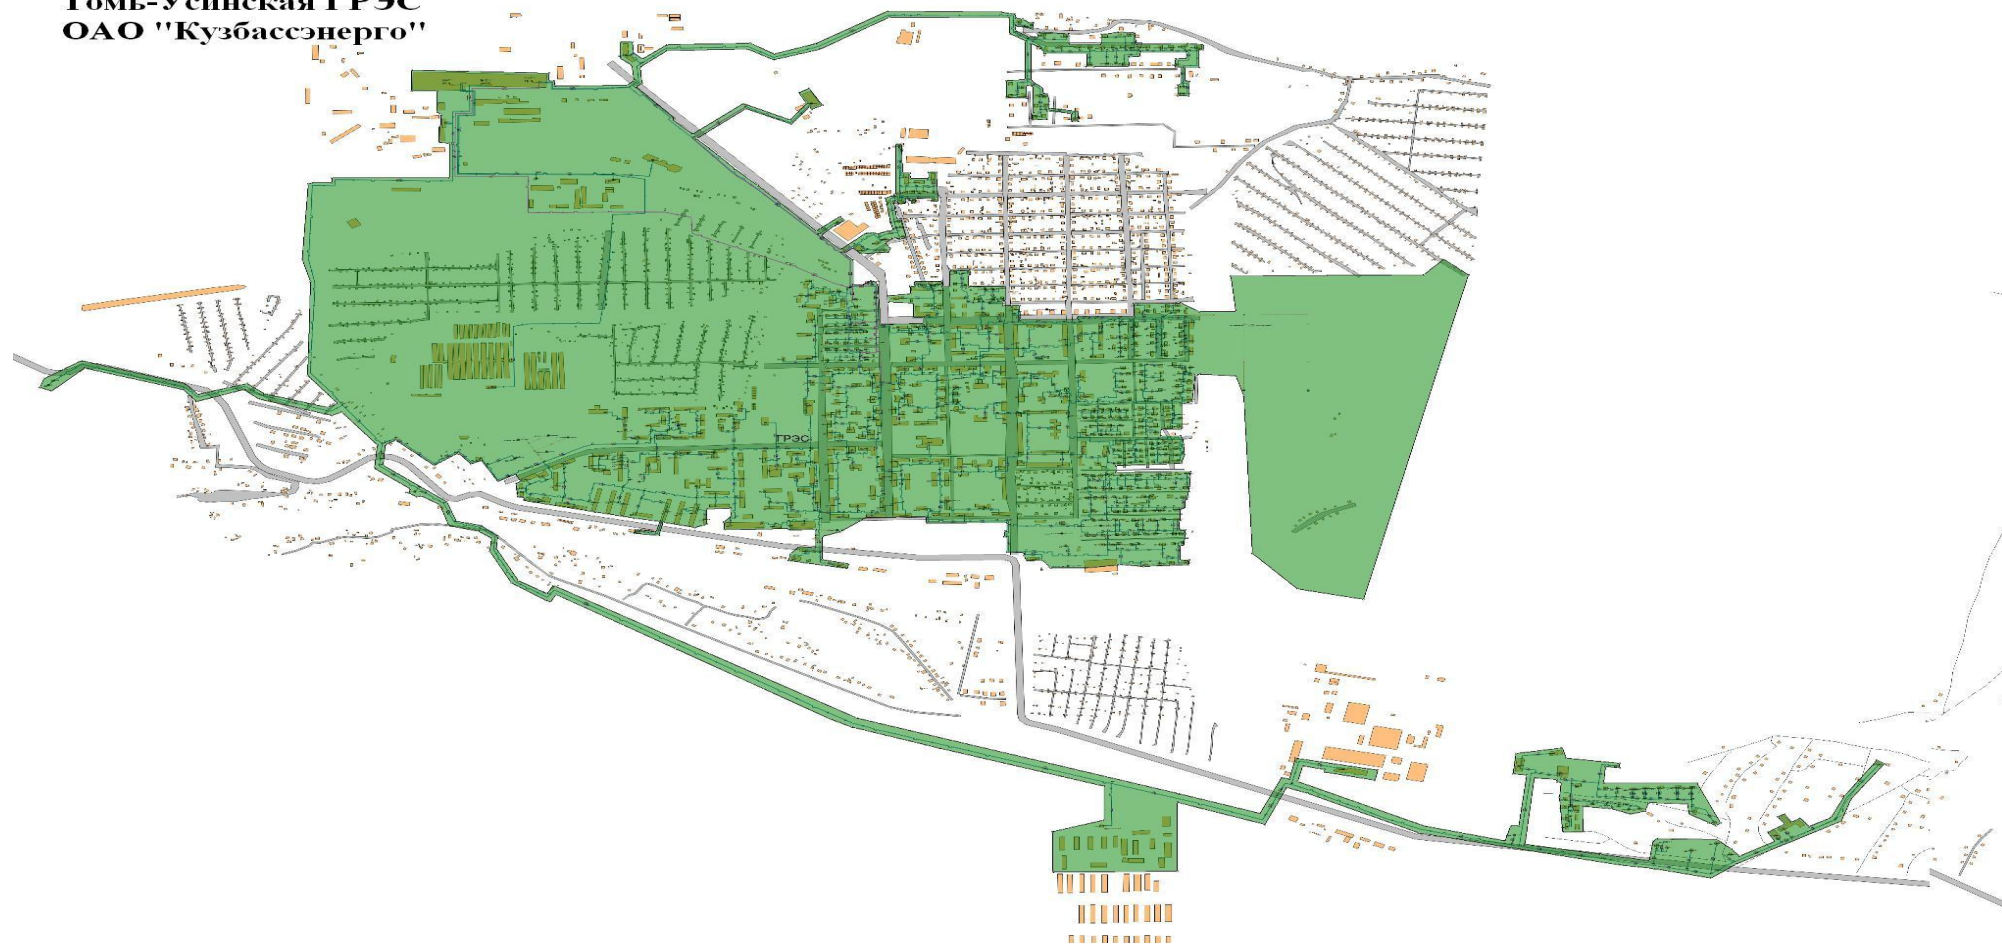 Томь-Усинская ГРЭС
ОАО "Кузбассэнерго"
ТРЭС